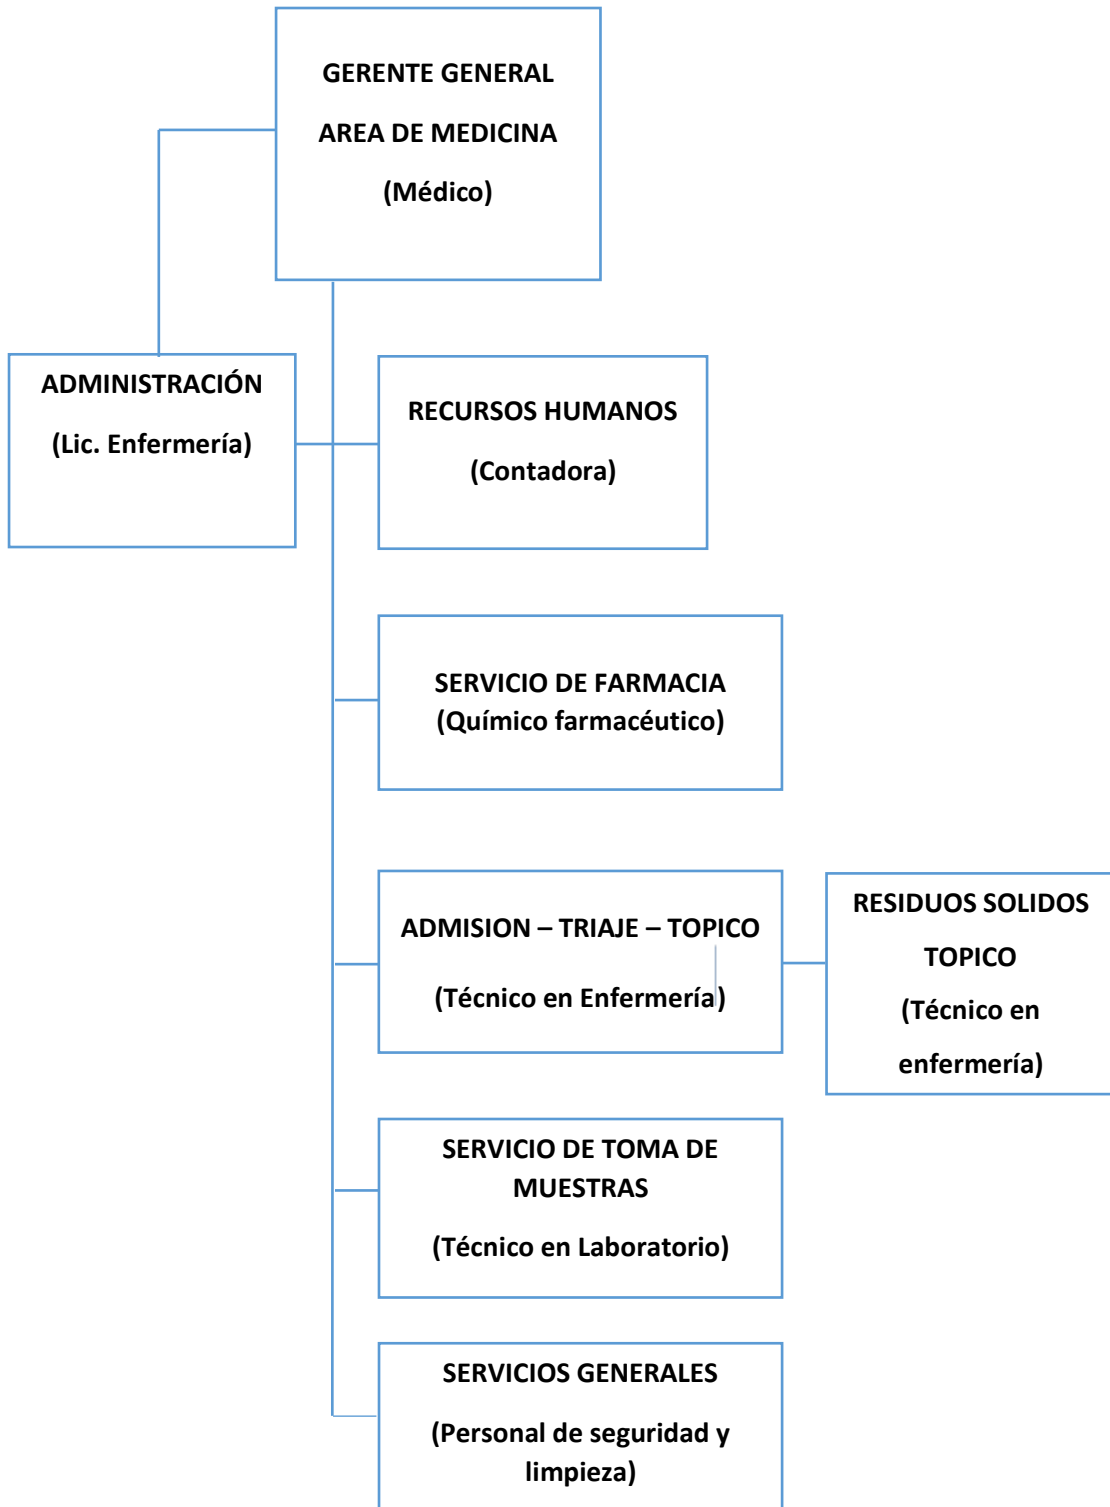 GERENTE GENERAL
AREA DE MEDICINA
(Médico)
ADMINISTRACIÓN
(Lic. Enfermería)
RECURSOS HUMANOS
(Contadora)
SERVICIO DE FARMACIA
(Químico farmacéutico)
ADMISION – TRIAJE – TOPICO
(Técnico en Enfermería)
RESIDUOS SOLIDOS
TOPICO
(Técnico en
enfermería)
SERVICIO DE TOMA DE
MUESTRAS
(Técnico en Laboratorio)
SERVICIOS GENERALES
(Personal de seguridad y
limpieza)